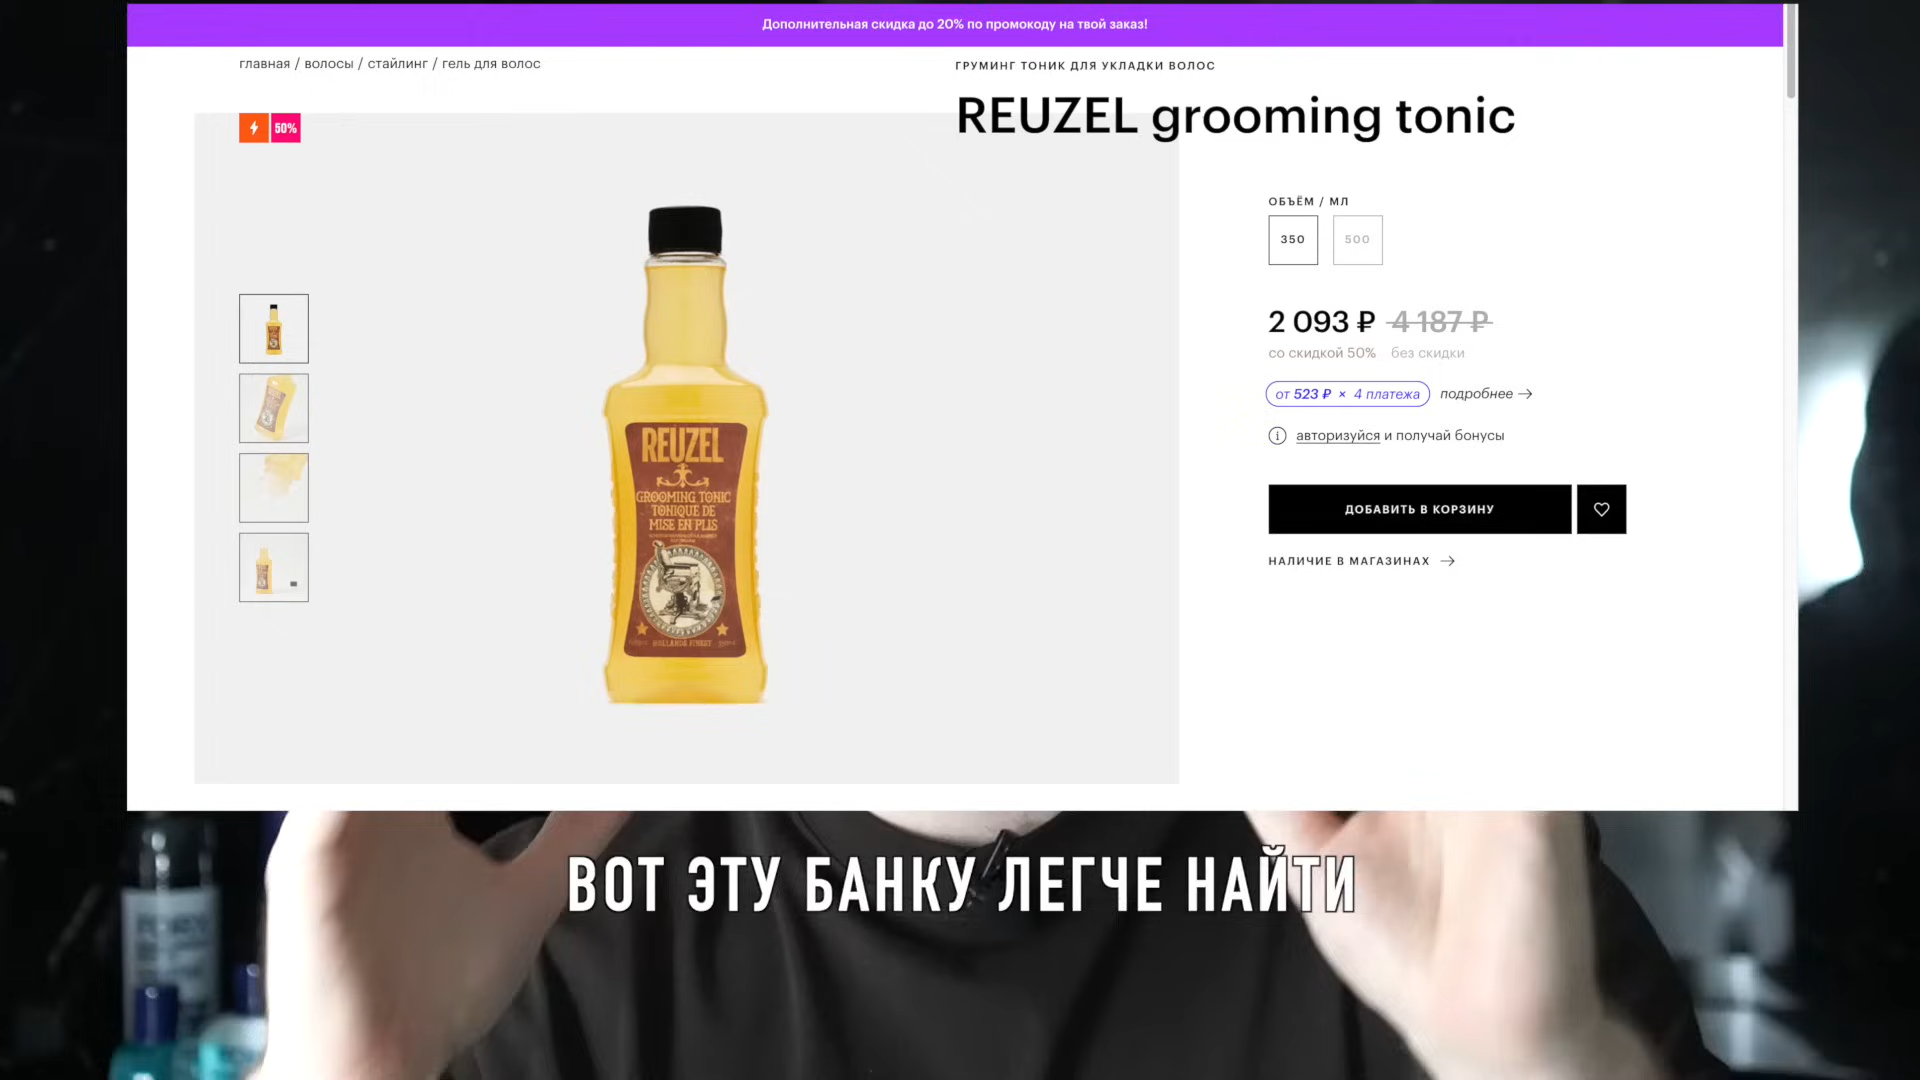 Дополнительная скидка до 20% по промокоду на твой заказ!
главная / волосы / стайлинг / гель для волос
ГРУМИНГ ТОНИК ДЛЯ УКЛАДКИ ВОЛОС
REUZEL grooming tonic
50%
ОБЪЁМ / МЛ
350 500
2 093 ₽ 4 187 ₽
со скидкой 50% без скидки
от 523 ₽ × 4 платежа подробнее →
авторизуйся и получай бонусы
ДОБАВИТЬ В КОРЗИНУ
НАЛИЧИЕ В МАГАЗИНАХ →
REUZEL
GROOMING TONIC
TONIQUE DE
MISE EN PLIS
HOLLANDS FINEST
ВОТ ЭТУ БАНКУ ЛЕГЧЕ НАЙТИ